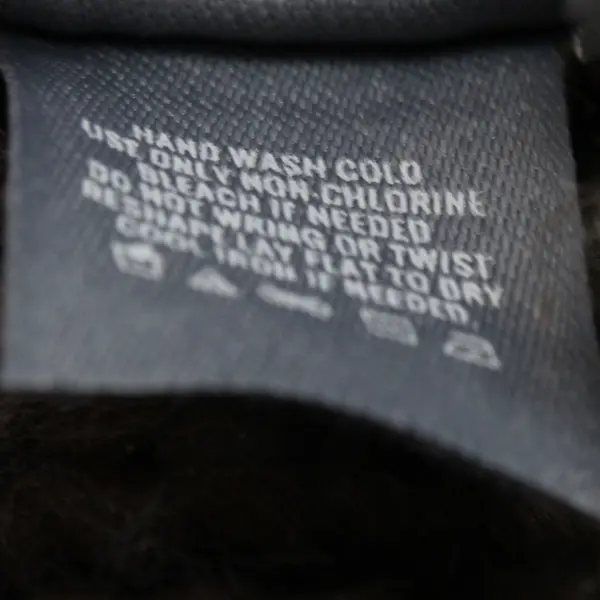 HAND WASH COLD
USE ONLY NON-CHLORINE
BLEACH IF NEEDED
DO NOT WRING OR TWIST
RESHAPE LAY FLAT TO DRY
COOL IRON IF NEEDED.